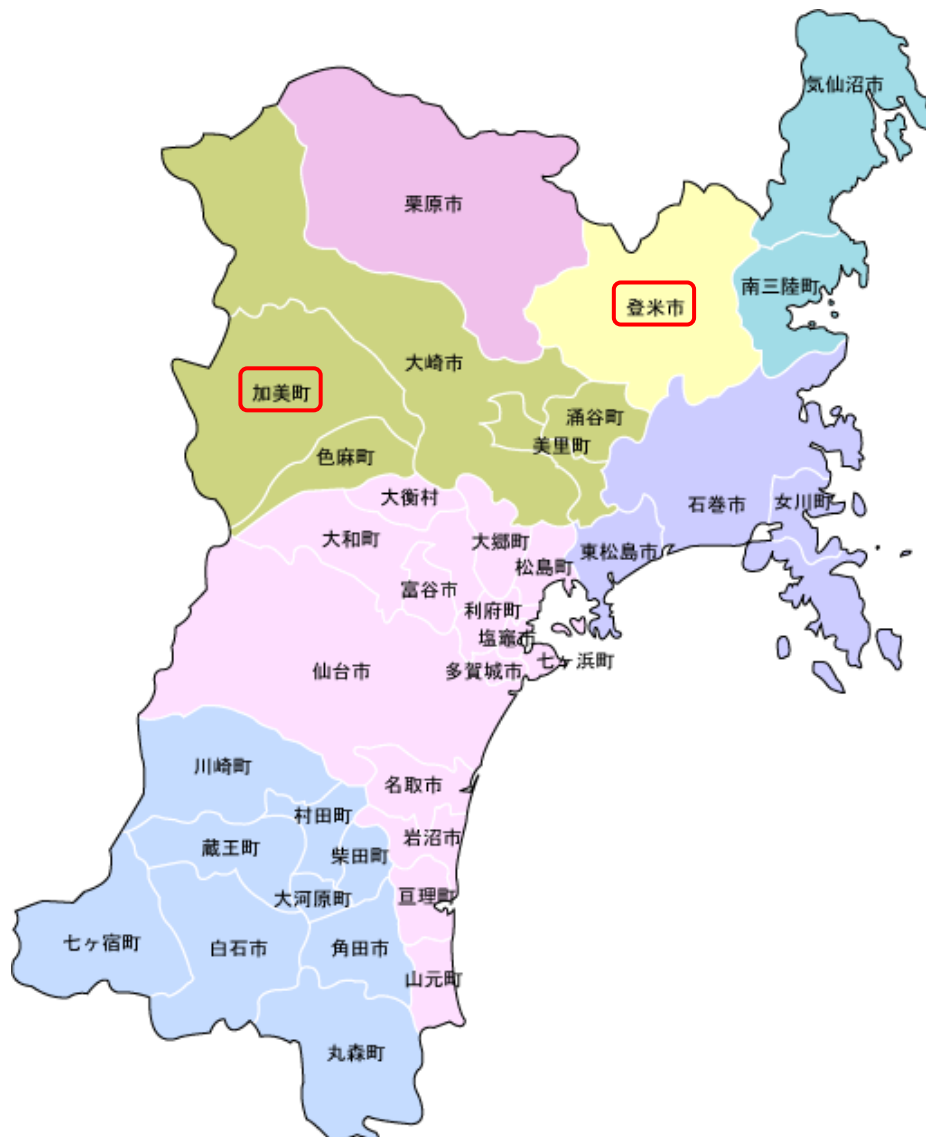 気仙沼市
栗原市
南三陸町
登米市
大崎市
加美町
涌谷町
美里町
色麻町
大衡村
石巻市
女川町
大和町
大郷町
東松島市
松島町
富谷市
利府町
塩竈市
七ヶ浜町
仙台市
多賀城市
川崎町
名取市
村田町
岩沼市
蔵王町
柴田町
大河原町
亘理町
七ヶ宿町
白石市
角田市
山元町
丸森町